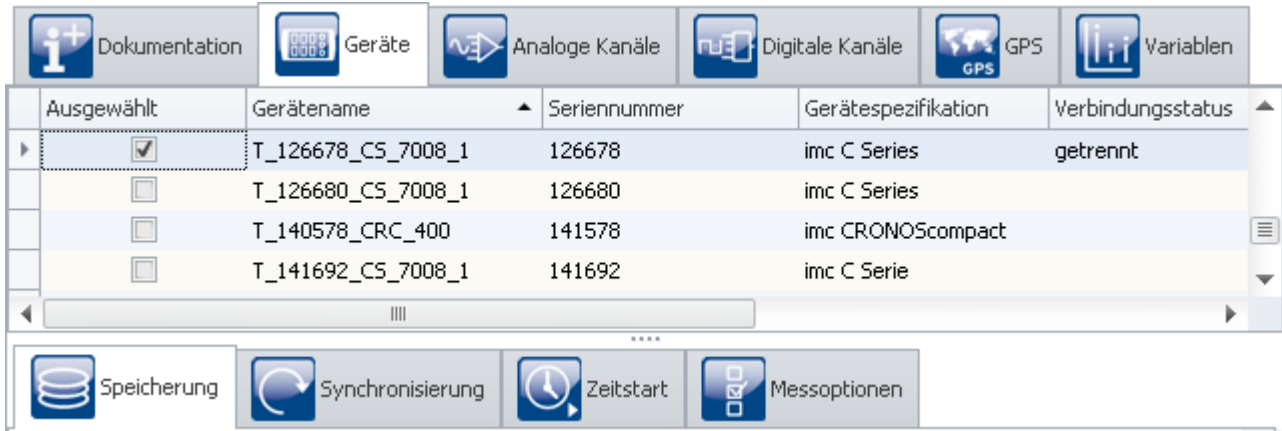 Dokumentation Geräte Analoge Kanäle Digitale Kanäle GPS GPS Variablen
Ausgewählt Gerätename Seriennummer Gerätespezifikation Verbindungsstatus
T_126678_CS_7008_1 126678 imc C Series getrennt
T_126680_CS_7008_1 126680 imc C Series
T_140578_CRC_400 141578 imc CRONOScompact
T_141692_CS_7008_1 141692 imc C Serie
Speicherung Synchronisierung Zeitstart Messoptionen